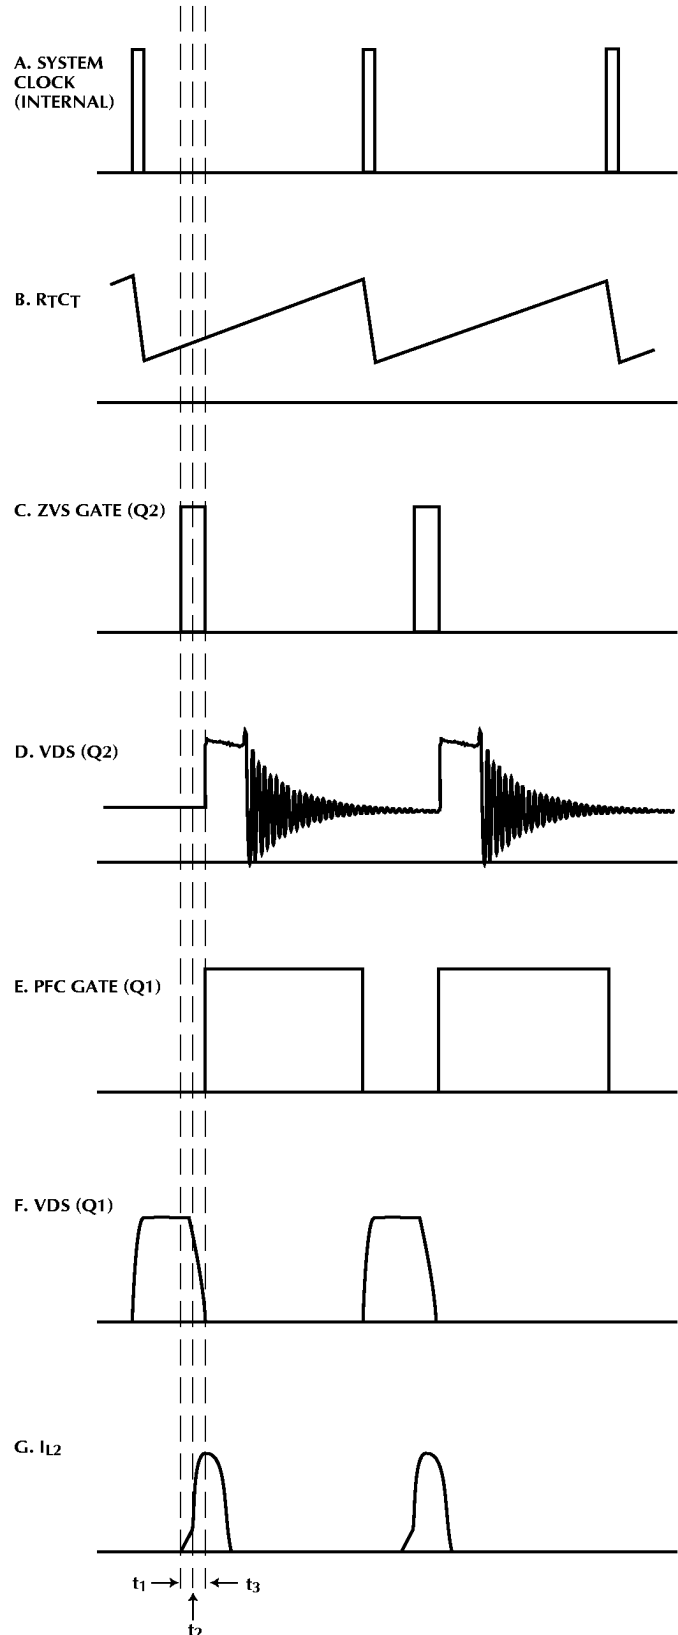 A. SYSTEM
CLOCK
(INTERNAL)
B. RTCT
C. ZVS GATE (Q2)
D. VDS (Q2)
E. PFC GATE (Q1)
F. VDS (Q1)
G. IL2
t1
t3
t2